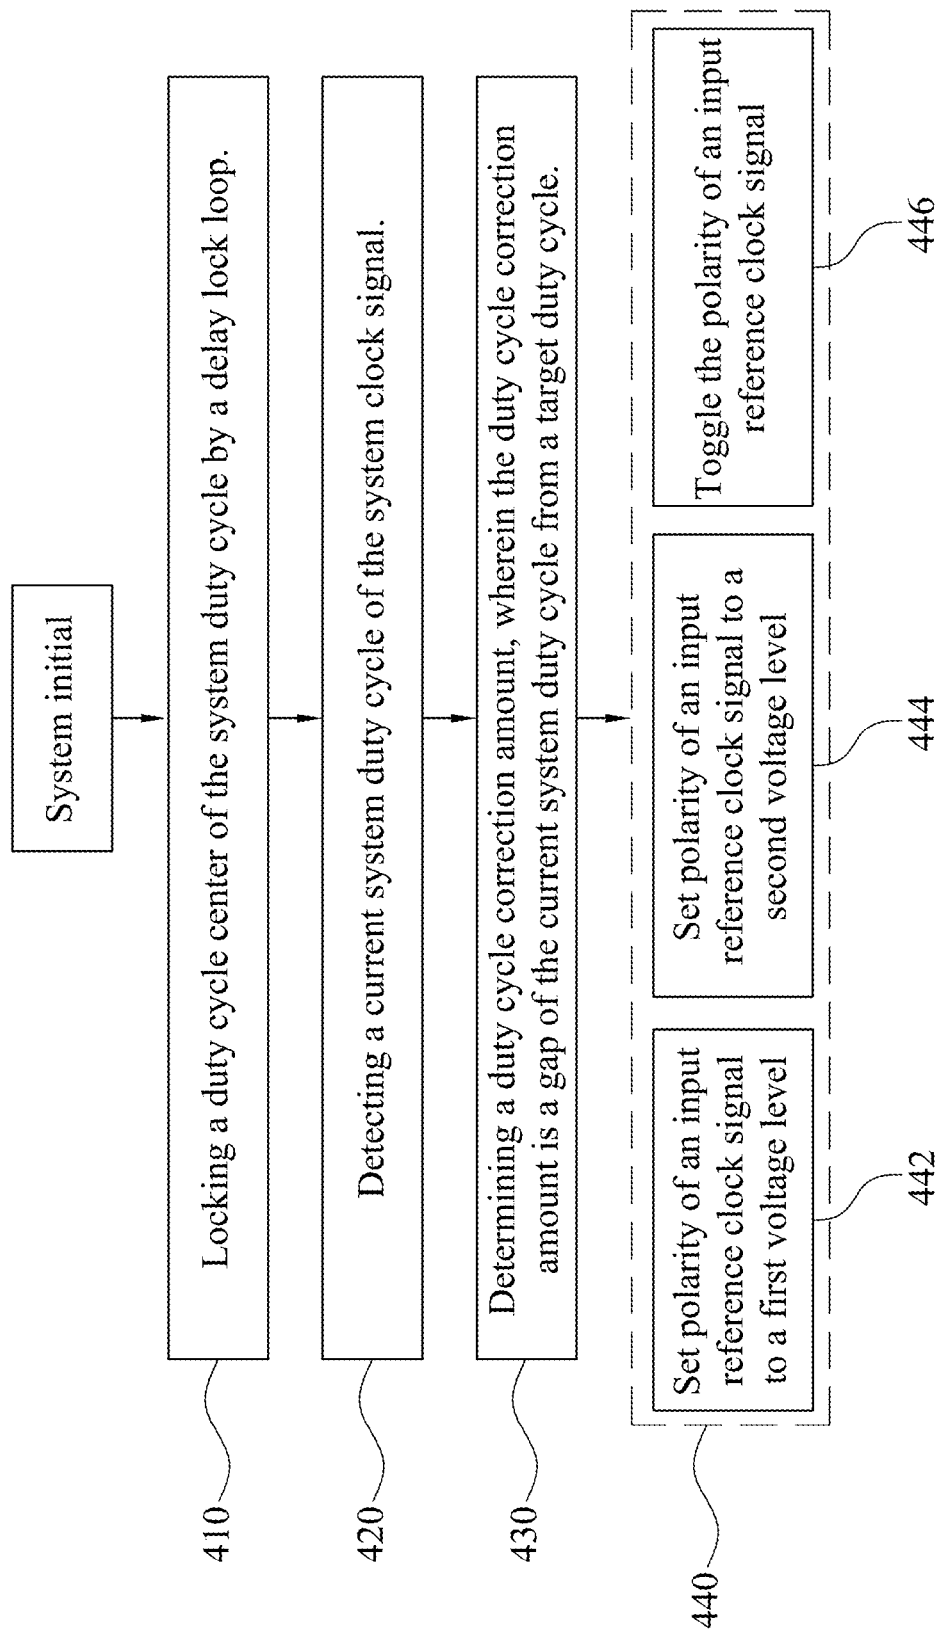 System initial
410
Locking a duty cycle center of the system duty cycle by a delay lock loop.
420
Detecting a current system duty cycle of the system clock signal.
430
Determining a duty cycle correction amount, wherein the duty cycle correction
amount is a gap of the current system duty cycle from a target duty cycle.
440
Set polarity of an input
reference clock signal
to a first voltage level
442
Set polarity of an input
reference clock signal to a
second voltage level
444
Toggle the polarity of an input
reference clock signal
446